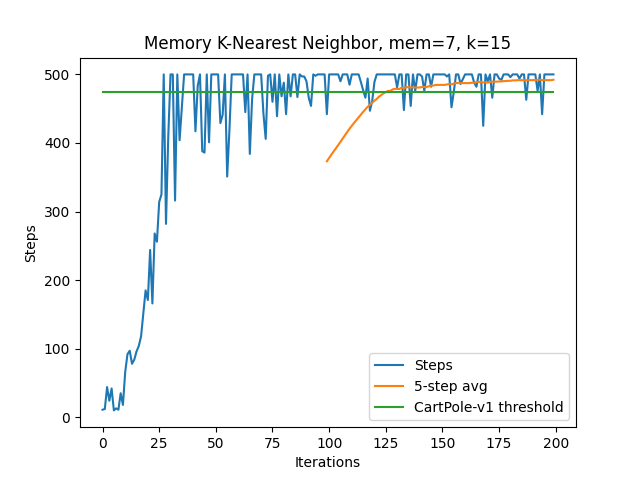 Memory K-Nearest Neighbor, mem=7, k=15
500
400
300
200
100
0
Steps
0 25 50 75 100 125 150 175 200
Iterations
Steps
5-step avg
CartPole-v1 threshold